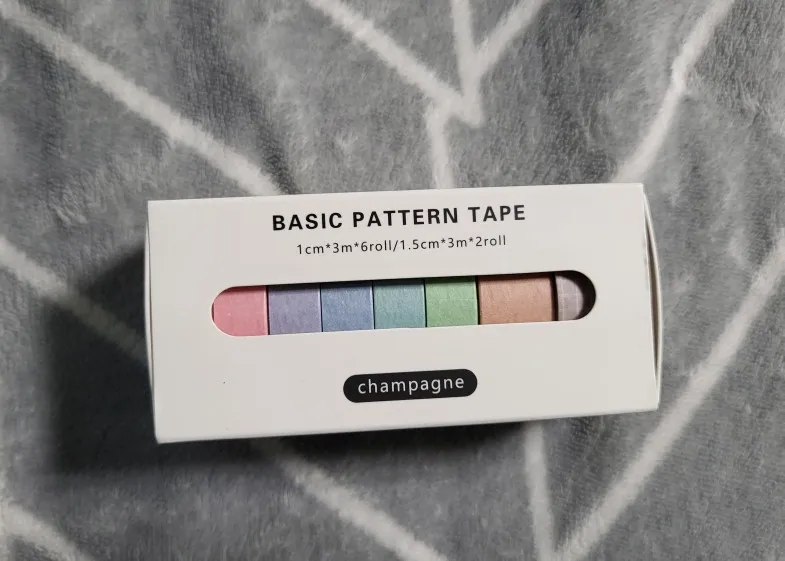 BASIC PATTERN TAPE
1cm*3m*6roll/1.5cm*3m*2roll
champagne